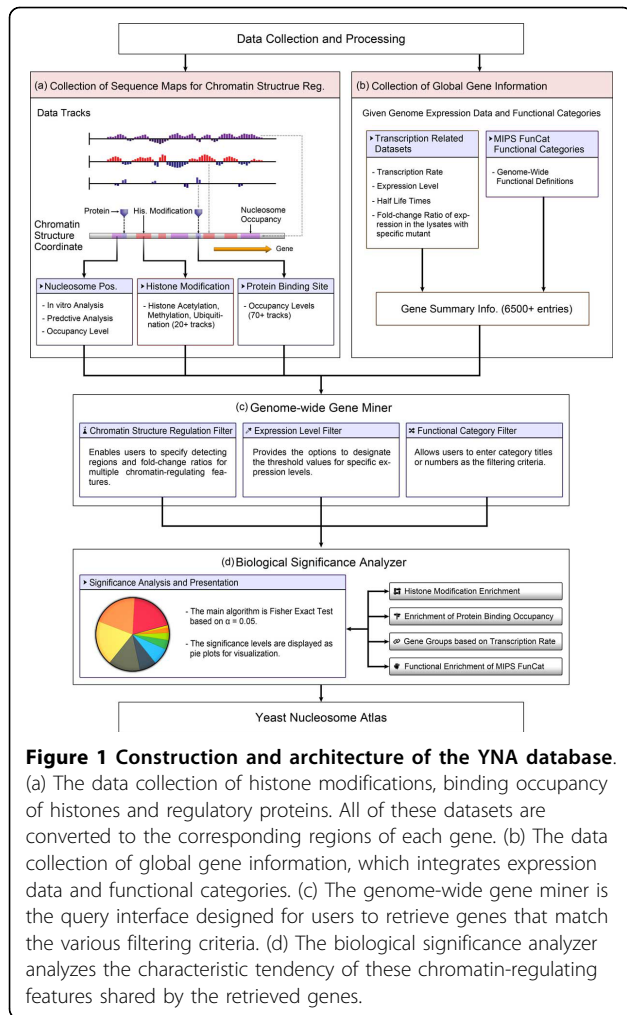 Data Collection and Processing
(a) Collection of Sequence Maps for Chromatin Structrue Reg.
Data Tracks
Protein
His. Modification
Nucleosome
Occupancy
Chromatin
Structure
Coordinate
Gene
Nucleosome Pos.
- In vitro Analysis
- Predctive Analysis
- Occupancy Level
Histone Modification
- Histone Acetylation,
Methylation, Ubiquiti-
nation (20+ tracks)
Protein Binding Site
- Occupancy Levels
(70+ tracks)
(b) Collection of Global Gene Information
Given Genome Expression Data and Functional Categories
Transcription Related
Datasets
- Transcription Rate
- Expression Level
- Half Life Times
- Fold-change Ratio of exp-
ression in the lysates with
specific mutant
MIPS FunCat
Functional Categories
- Genome-Wide
Functional Definitions
Gene Summary Info. (6500+ entries)
(c) Genome-wide Gene Miner
Chromatin Structure Regulation Filter
Enables users to specify detecting
regions and fold-change ratios for
multiple chromatin-regulating fea-
tures.
Expression Level Filter
Provides the options to designate
the threshold values for specific ex-
pression levels.
Functional Category Filter
Allows users to enter category titles
or numbers as the filtering criteria.
(d) Biological Significance Analyzer
Significance Analysis and Presentation
- The main algorithm is Fisher Exact Test
based on α = 0.05.
- The significance levels are displayed as
pie plots for visualization.
Histone Modification Enrichment
Enrichment of Protein Binding Occupancy
Gene Groups based on Transcription Rate
Functional Enrichment of MIPS FunCat
Yeast Nucleosome Atlas
Figure 1 Construction and architecture of the YNA database.
(a) The data collection of histone modifications, binding occupancy
of histones and regulatory proteins. All of these datasets are
converted to the corresponding regions of each gene. (b) The data
collection of global gene information, which integrates expression
data and functional categories. (c) The genome-wide gene miner is
the query interface designed for users to retrieve genes that match
the various filtering criteria. (d) The biological significance analyzer
analyzes the characteristic tendency of these chromatin-regulating
features shared by the retrieved genes.